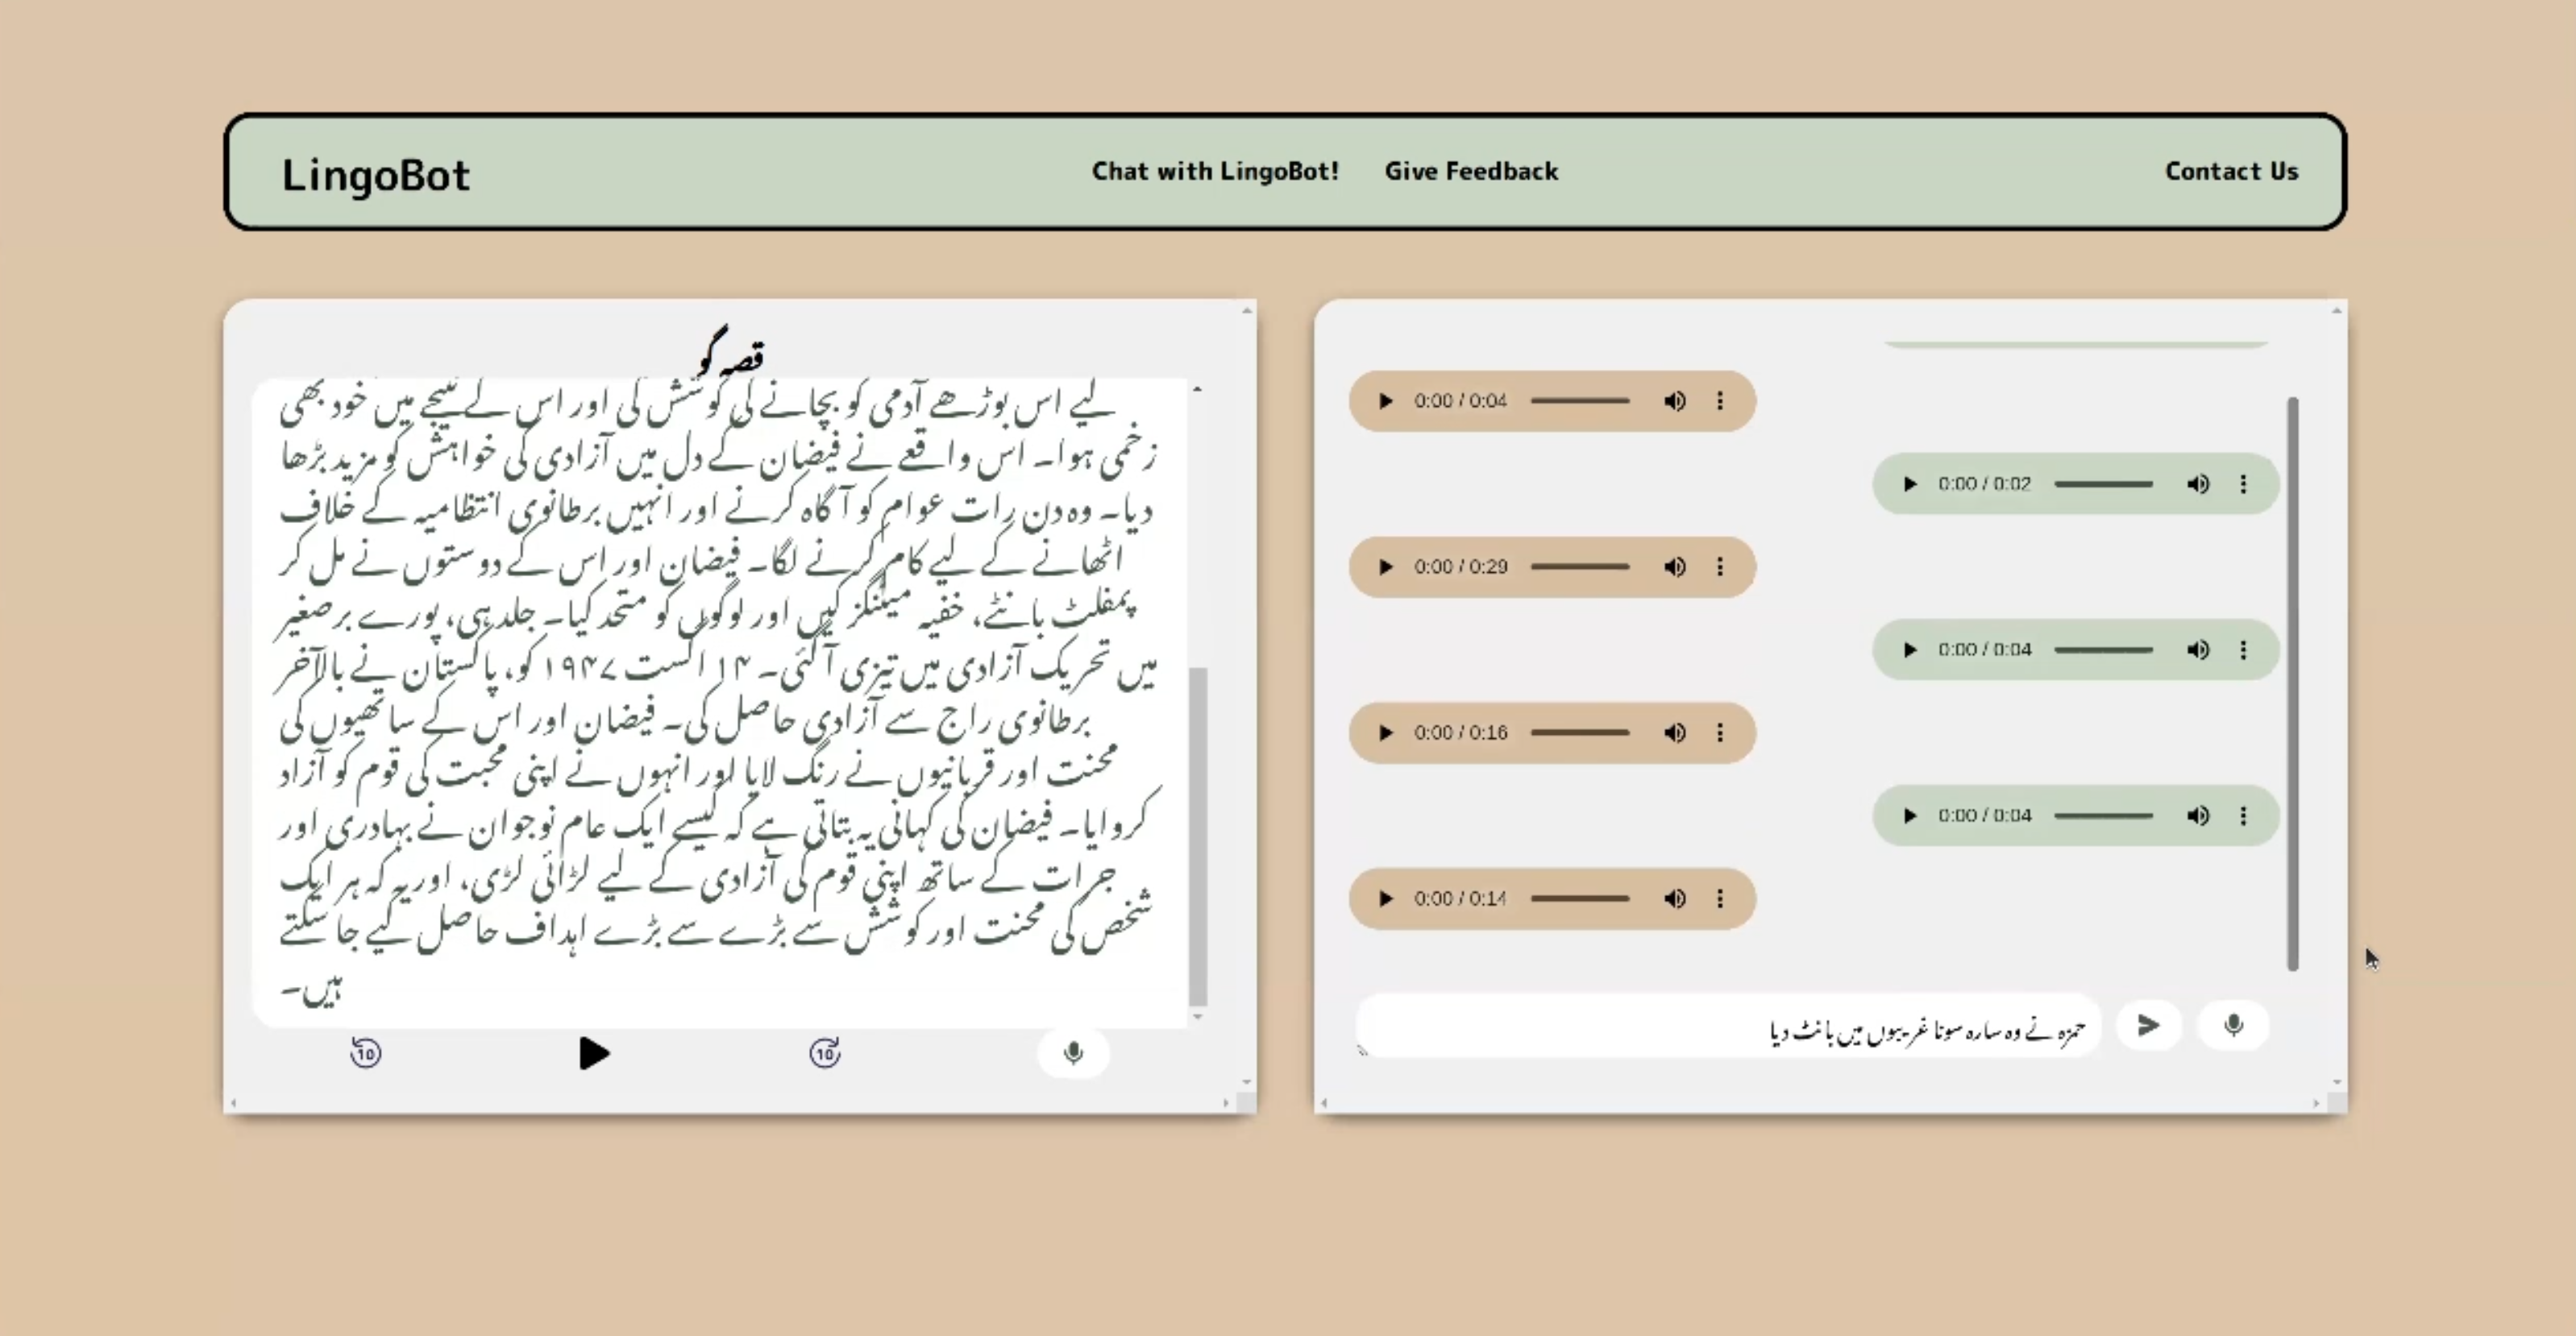 LingoBot
Chat with LingoBot!
Give Feedback
Contact Us
قصہ گو
لیے اس بوڑھے آدمی کو بچانے کی کوشش کی اور اس کے نتیجے میں خود بھی
زخمی ہوا۔ اس واقعے نے فیضان کے دل میں آزادی کی خواہش کو مزید بڑھا
دیا۔ وہ دن رات عوام کو آگاہ کرنے اور انہیں برطانوی انتظامیہ کے خلاف
اٹھانے کے لیے کام کرنے لگا۔ فیضان اور اس کے دوستوں نے مل کر
پمفلٹ بانٹے، خفیہ میٹنگز کیں اور لوگوں کو متحد کیا۔ جلد ہی، پورے برصغیر
میں تحریک آزادی میں تیزی آ گئی۔ ۱۴ اگست ۱۹۴۷ کو، پاکستان نے بالآخر
برطانوی راج سے آزادی حاصل کی۔ فیضان اور اس کے ساتھیوں کی
محنت اور قربانیوں نے رنگ لایا اور انہوں نے اپنی محبت کی قوم کو آزاد
کروایا۔ فیضان کی کہانی یہ بتاتی ہے کہ کیسے ایک عام نوجوان نے بہادری اور
جرات کے ساتھ اپنی قوم کی آزادی کے لیے لڑائی لڑی، اور یہ کہ ہر ایک
شخص کی محنت اور کوشش سے بڑے سے بڑے اہداف حاصل کیے جا سکتے
ہیں۔
10
10
0:00 / 0:04
0:00 / 0:02
0:00 / 0:29
0:00 / 0:04
0:00 / 0:16
0:00 / 0:04
0:00 / 0:14
حمزہ نے وہ سارہ سونا غریبوں میں بانٹ دیا